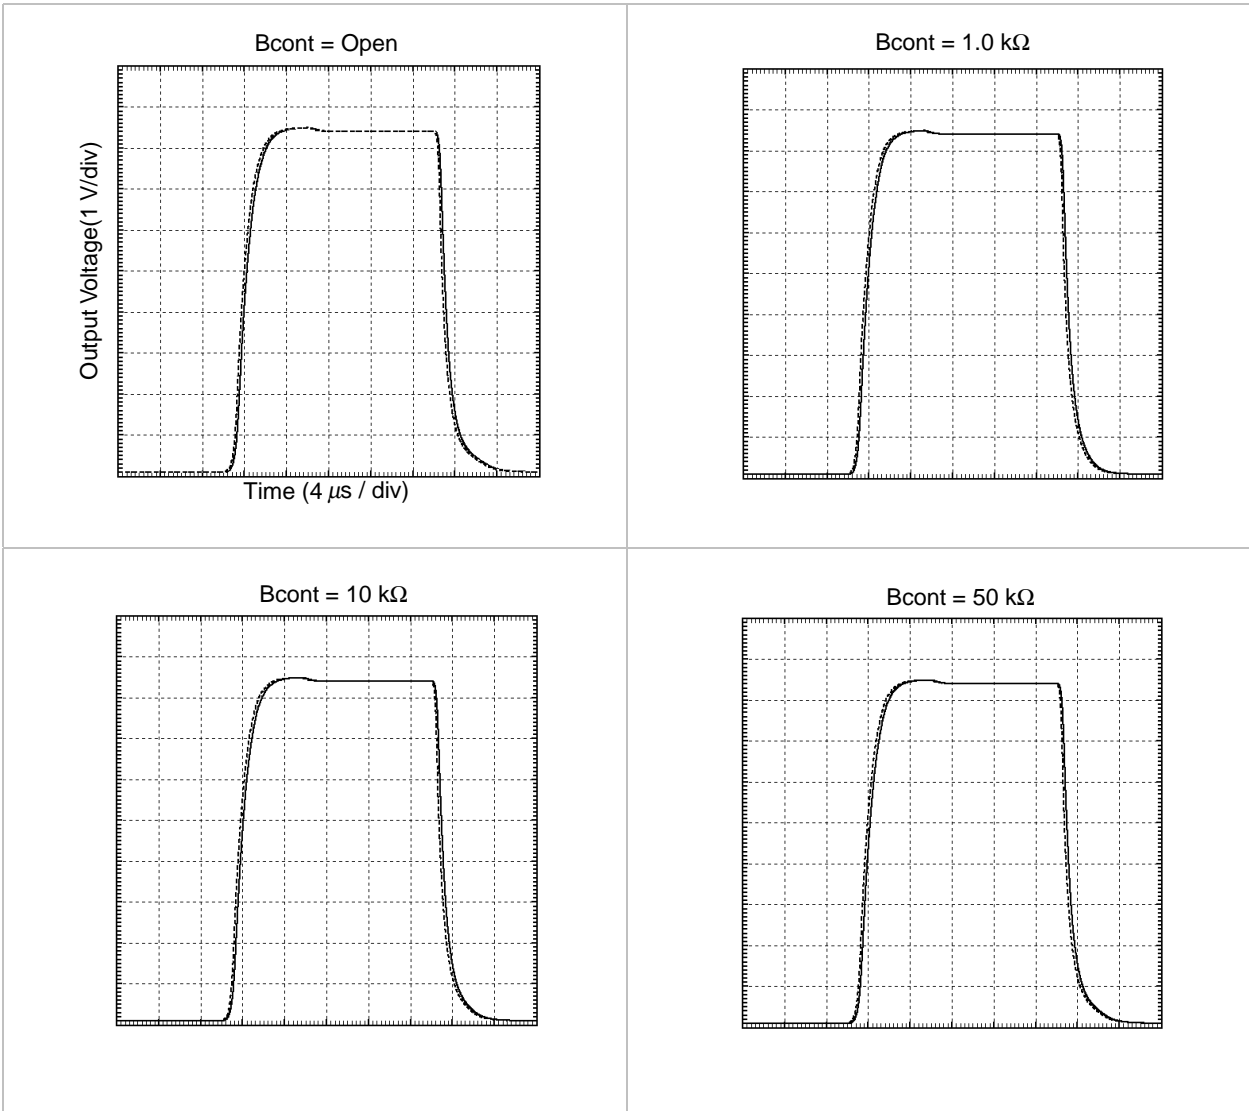 Bcont = Open
Output Voltage(1 V/div)
Time (4 μs / div)
Bcont = 1.0 kΩ
Bcont = 10 kΩ
Bcont = 50 kΩ